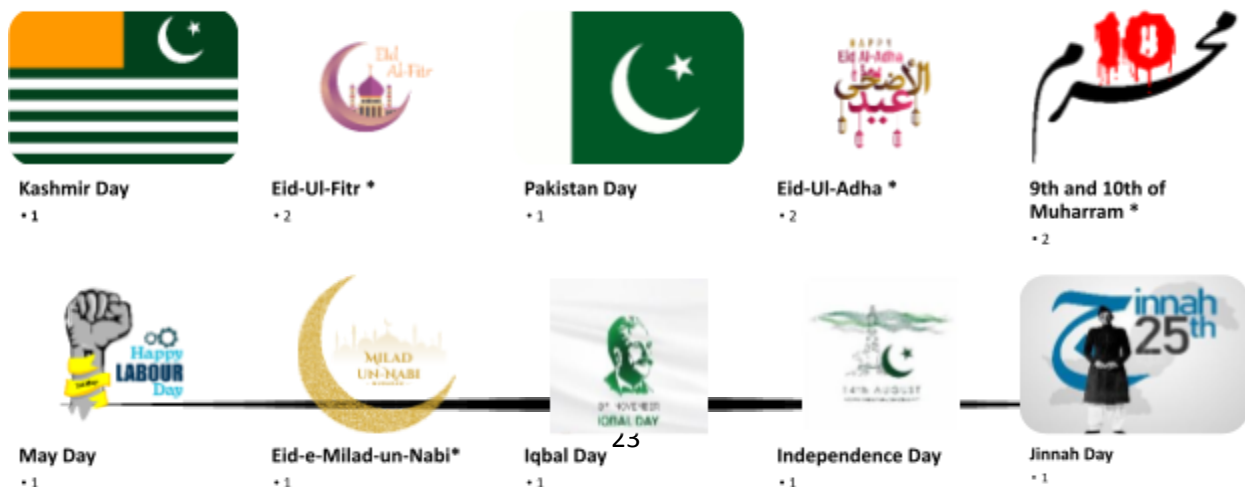 Eid
Al-Fitr
HAPPY
Eid Al-Adha
عيد
الأضحى
10
محرم
Kashmir Day
• 1
Eid-Ul-Fitr *
• 2
Pakistan Day
• 1
Eid-Ul-Adha *
• 2
9th and 10th of
Muharram *
• 2
Happy
LABOUR
Day
MILAD
UN-NABI
NOVEMBER
IQBAL DAY
14TH AUGUST
innah
25th
23
May Day
• 1
Eid-e-Milad-un-Nabi*
• 1
Iqbal Day
• 1
Independence Day
• 1
Jinnah Day
• 1